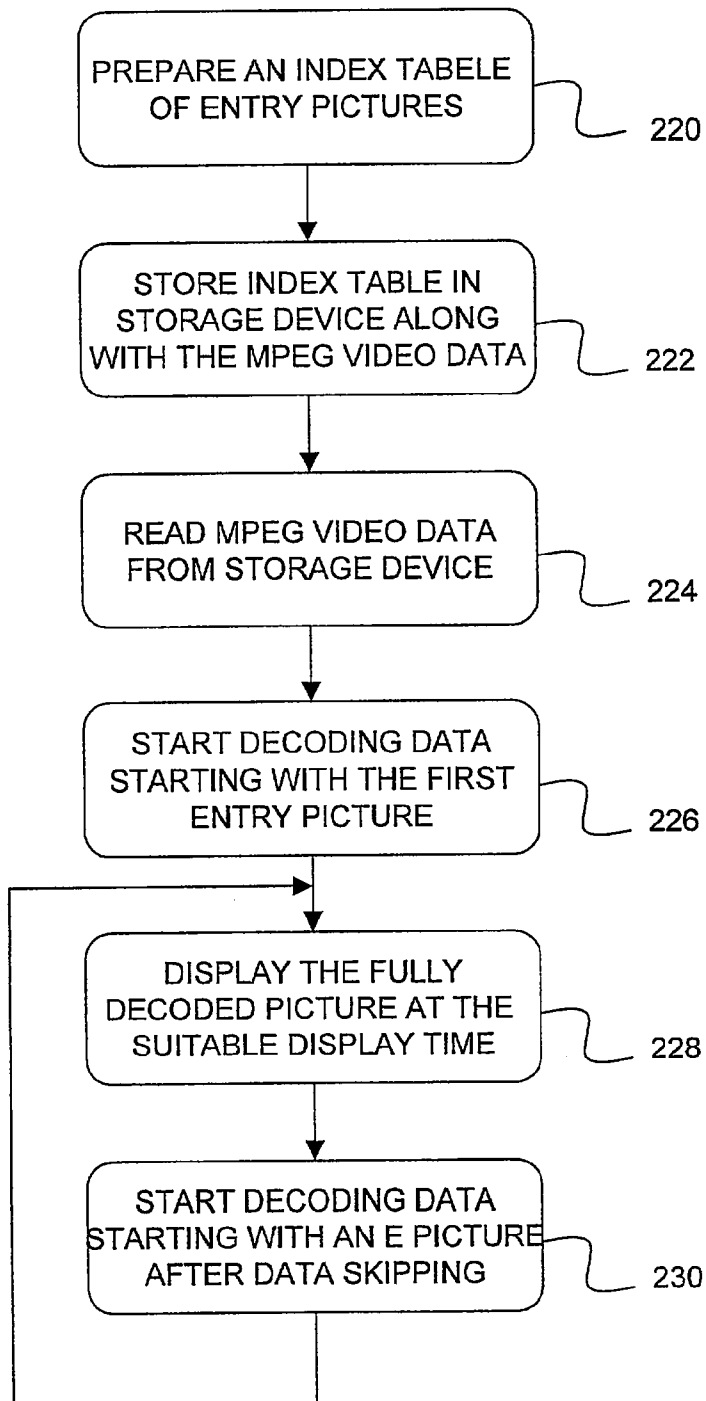 PREPARE AN INDEX TABELE
OF ENTRY PICTURES
220
STORE INDEX TABLE IN
STORAGE DEVICE ALONG
WITH THE MPEG VIDEO DATA
222
READ MPEG VIDEO DATA
FROM STORAGE DEVICE
224
START DECODING DATA
STARTING WITH THE FIRST
ENTRY PICTURE
226
DISPLAY THE FULLY
DECODED PICTURE AT THE
SUITABLE DISPLAY TIME
228
START DECODING DATA
STARTING WITH AN E PICTURE
AFTER DATA SKIPPING
230